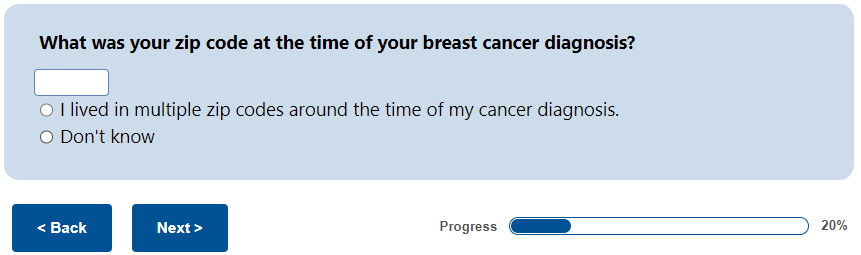 What was your zip code at the time of your breast cancer diagnosis?
I lived in multiple zip codes around the time of my cancer diagnosis.
Don't know
< Back
Next >
Progress
20%